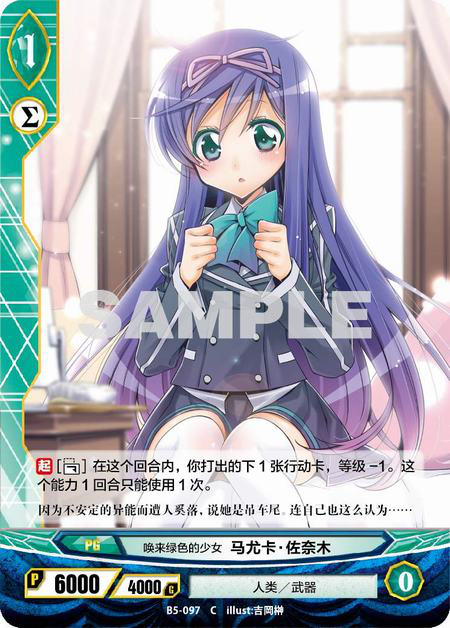 1
Σ
SAMPLE
起 [ ] 在这个回合内，你打出的下1张行动卡，等级-1。这
个能力1回合只能使用1次。
因为不安定的异能而遭人奚落，说她是吊车尾。连自己也这么认为……
PG 唤来绿色的少女 马尤卡·佐奈木
P 6000 / 4000 G 人类／武器 0
B5-097 C illust:吉岡榊